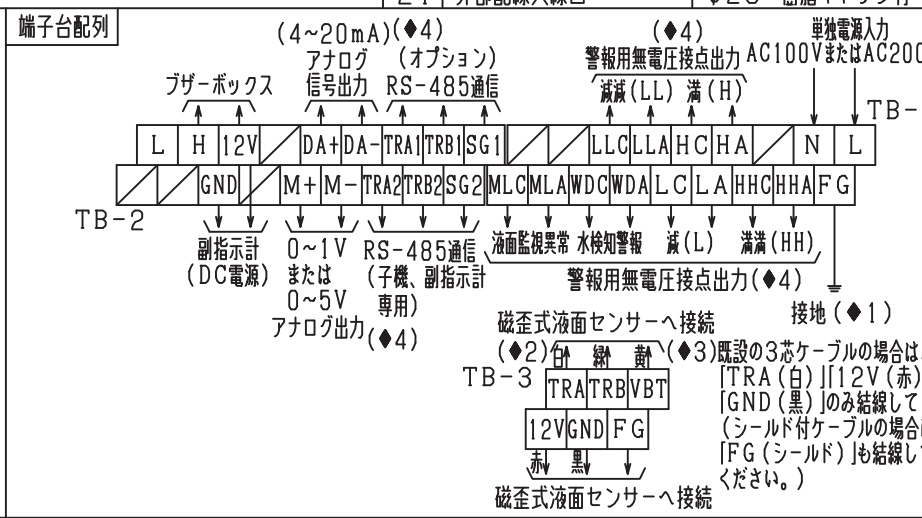 端子台配列
(4~20mA)(◆4)
アナログ (オプション)
ブザーボックス 信号出力 RS-485通信
(◆4)
警報用無電圧接点出力
減減(LL) 満(H)
単独電源入力
AC100VまたはAC200
TB-
L H 12V DA+ DA- TRA1 TRB1 SG1 LLC LLA HC HA N L
GND M+ M- TRA2 TRB2 SG2 MLC MLA WDC WDA LC LA HHC HHA FG
TB-2
副指示計
(DC電源)
0~1V
または
0~5V
アナログ出力(◆4)
RS-485通信
(子機、副指示計
専用)
液面監視異常 水検知警報 減(L) 満満(HH)
警報用無電圧接点出力(◆4)
接地(◆1)
磁歪式液面センサーへ接続
(◆2)白 緑 黄 (◆3)
TB-3
TRA TRB VBT
12V GND FG
赤 黒
磁歪式液面センサーへ接続
既設の3芯ケーブルの場合は、
「TRA(白)」「12V(赤)
「GND(黒)」のみ結線して
(シールド付ケーブルの場合
「FG(シールド)」も結線し
ください。)